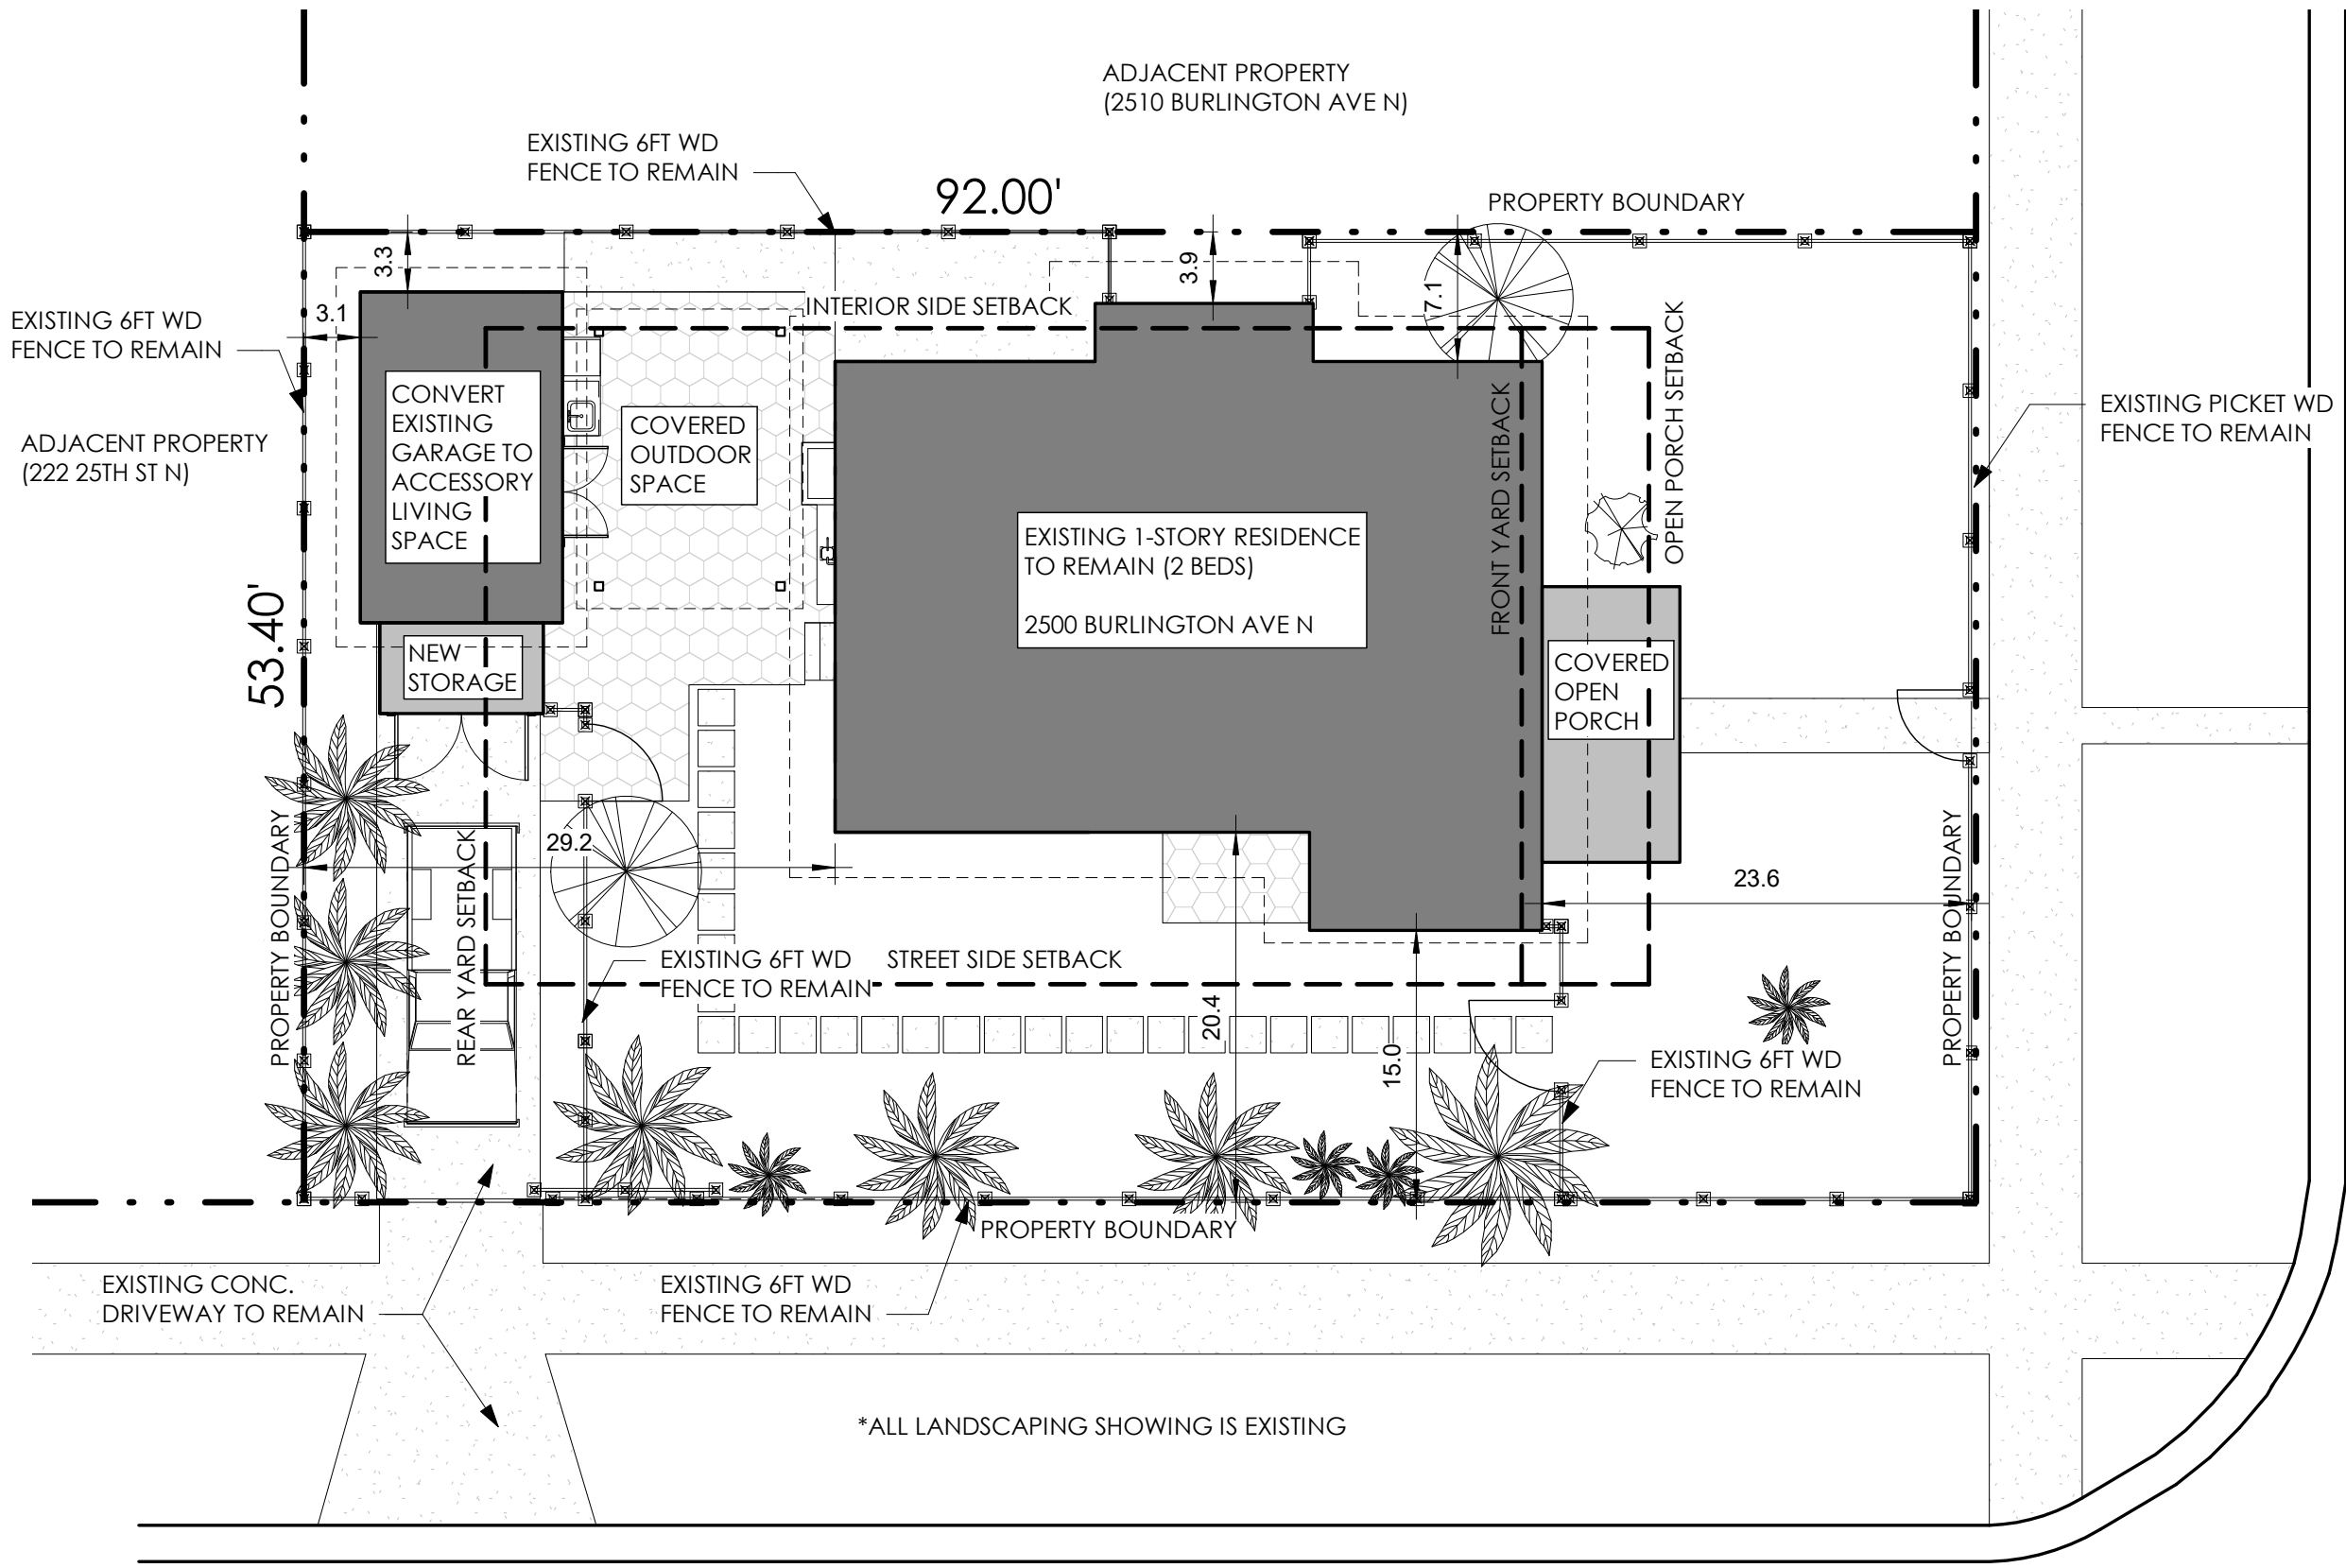 ADJACENT PROPERTY
(2510 BURLINGTON AVE N)
EXISTING 6FT WD
FENCE TO REMAIN
92.00'
PROPERTY BOUNDARY
3.3
3.9
7.1
3.1
INTERIOR SIDE SETBACK
EXISTING 6FT WD
FENCE TO REMAIN
ADJACENT PROPERTY
(222 25TH ST N)
CONVERT
EXISTING
GARAGE TO
ACCESSORY
LIVING
SPACE
COVERED
OUTDOOR
SPACE
EXISTING 1-STORY RESIDENCE
TO REMAIN (2 BEDS)
2500 BURLINGTON AVE N
FRONT YARD SETBACK
OPEN PORCH SETBACK
EXISTING PICKET WD
FENCE TO REMAIN
53.40'
NEW
STORAGE
COVERED
OPEN
PORCH
PROPERTY BOUNDARY
REAR YARD SETBACK
29.2
23.6
PROPERTY BOUNDARY
EXISTING 6FT WD
FENCE TO REMAIN
STREET SIDE SETBACK
20.4
15.0
EXISTING 6FT WD
FENCE TO REMAIN
PROPERTY BOUNDARY
EXISTING CONC.
DRIVEWAY TO REMAIN
EXISTING 6FT WD
FENCE TO REMAIN
*ALL LANDSCAPING SHOWING IS EXISTING